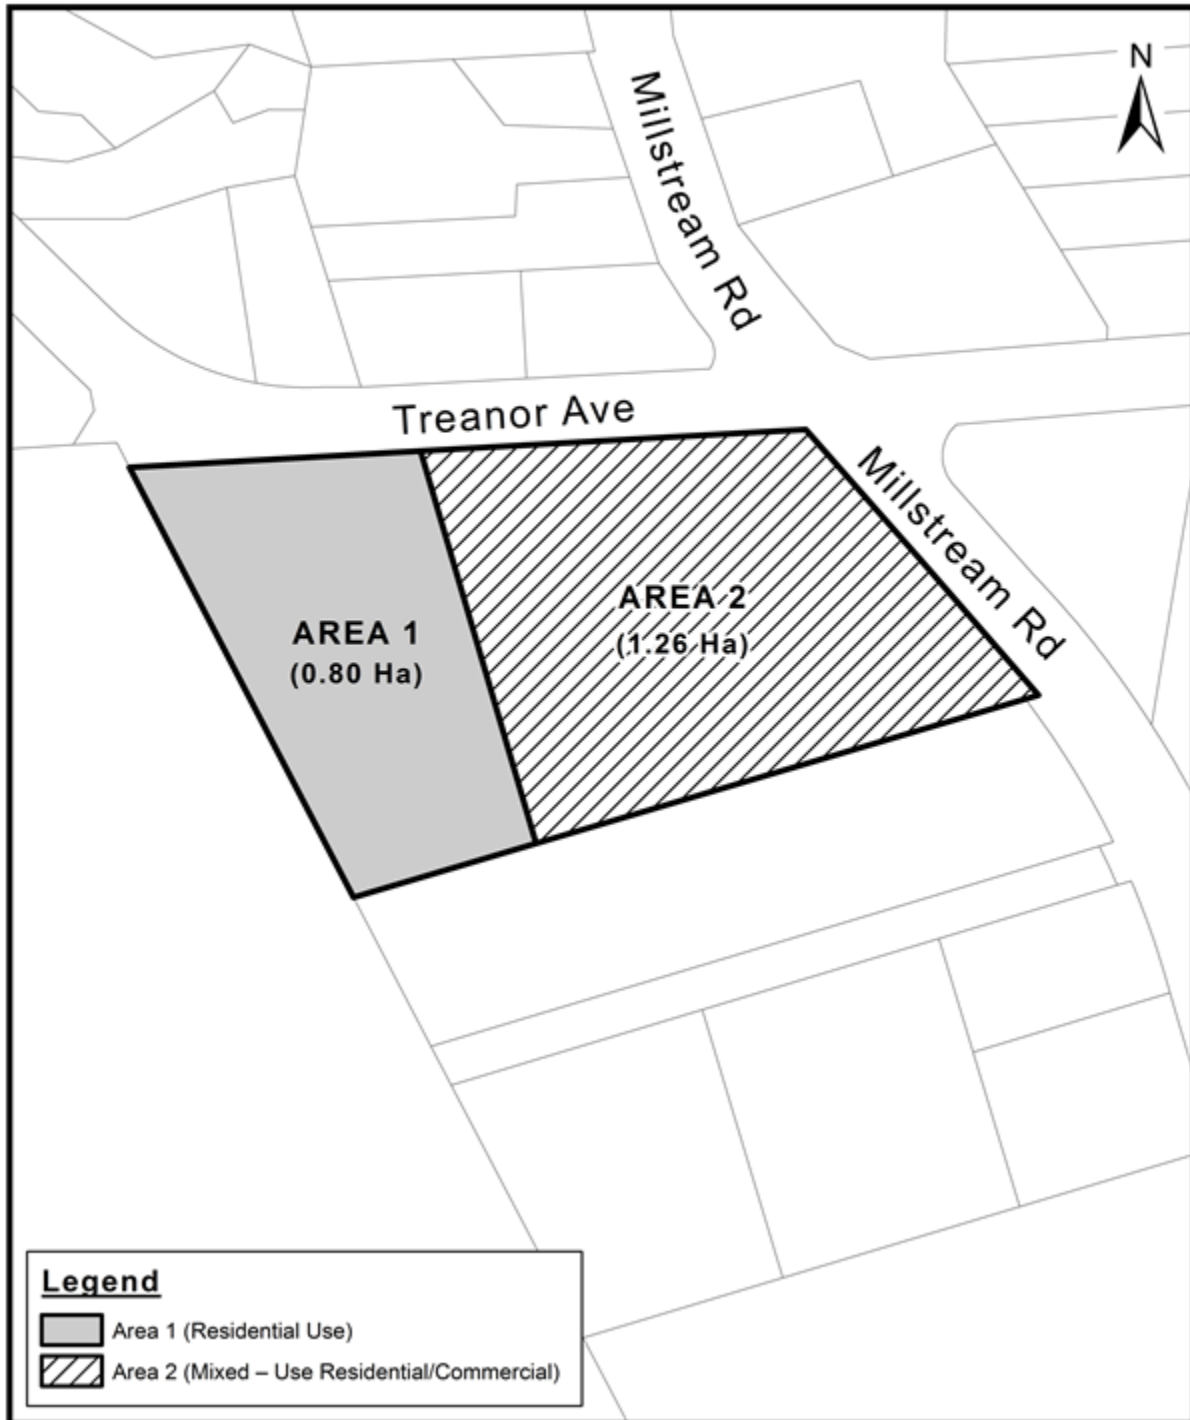 N
Millstream Rd
Treanor Ave
Millstream Rd
AREA 1
(0.80 Ha)
AREA 2
(1.26 Ha)
Legend
Area 1 (Residential Use)
Area 2 (Mixed – Use Residential/Commercial)